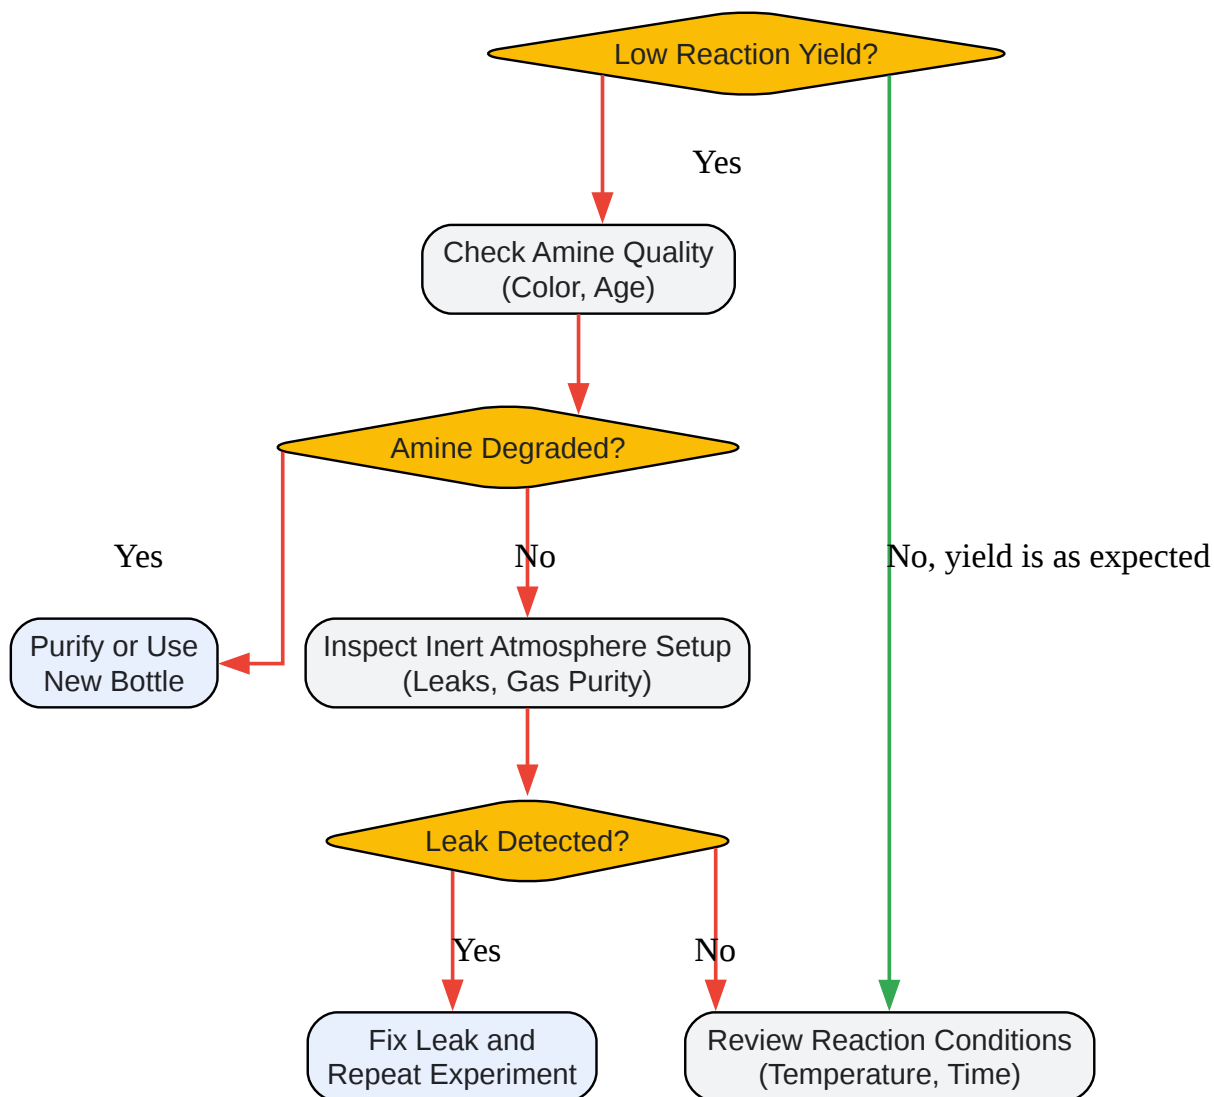 Low Reaction Yield?
Yes
Check Amine Quality
(Color, Age)
Amine Degraded?
Yes
No
No, yield is as expected
Purify or Use
New Bottle
Inspect Inert Atmosphere Setup
(Leaks, Gas Purity)
Leak Detected?
Yes
No
Fix Leak and
Repeat Experiment
Review Reaction Conditions
(Temperature, Time)